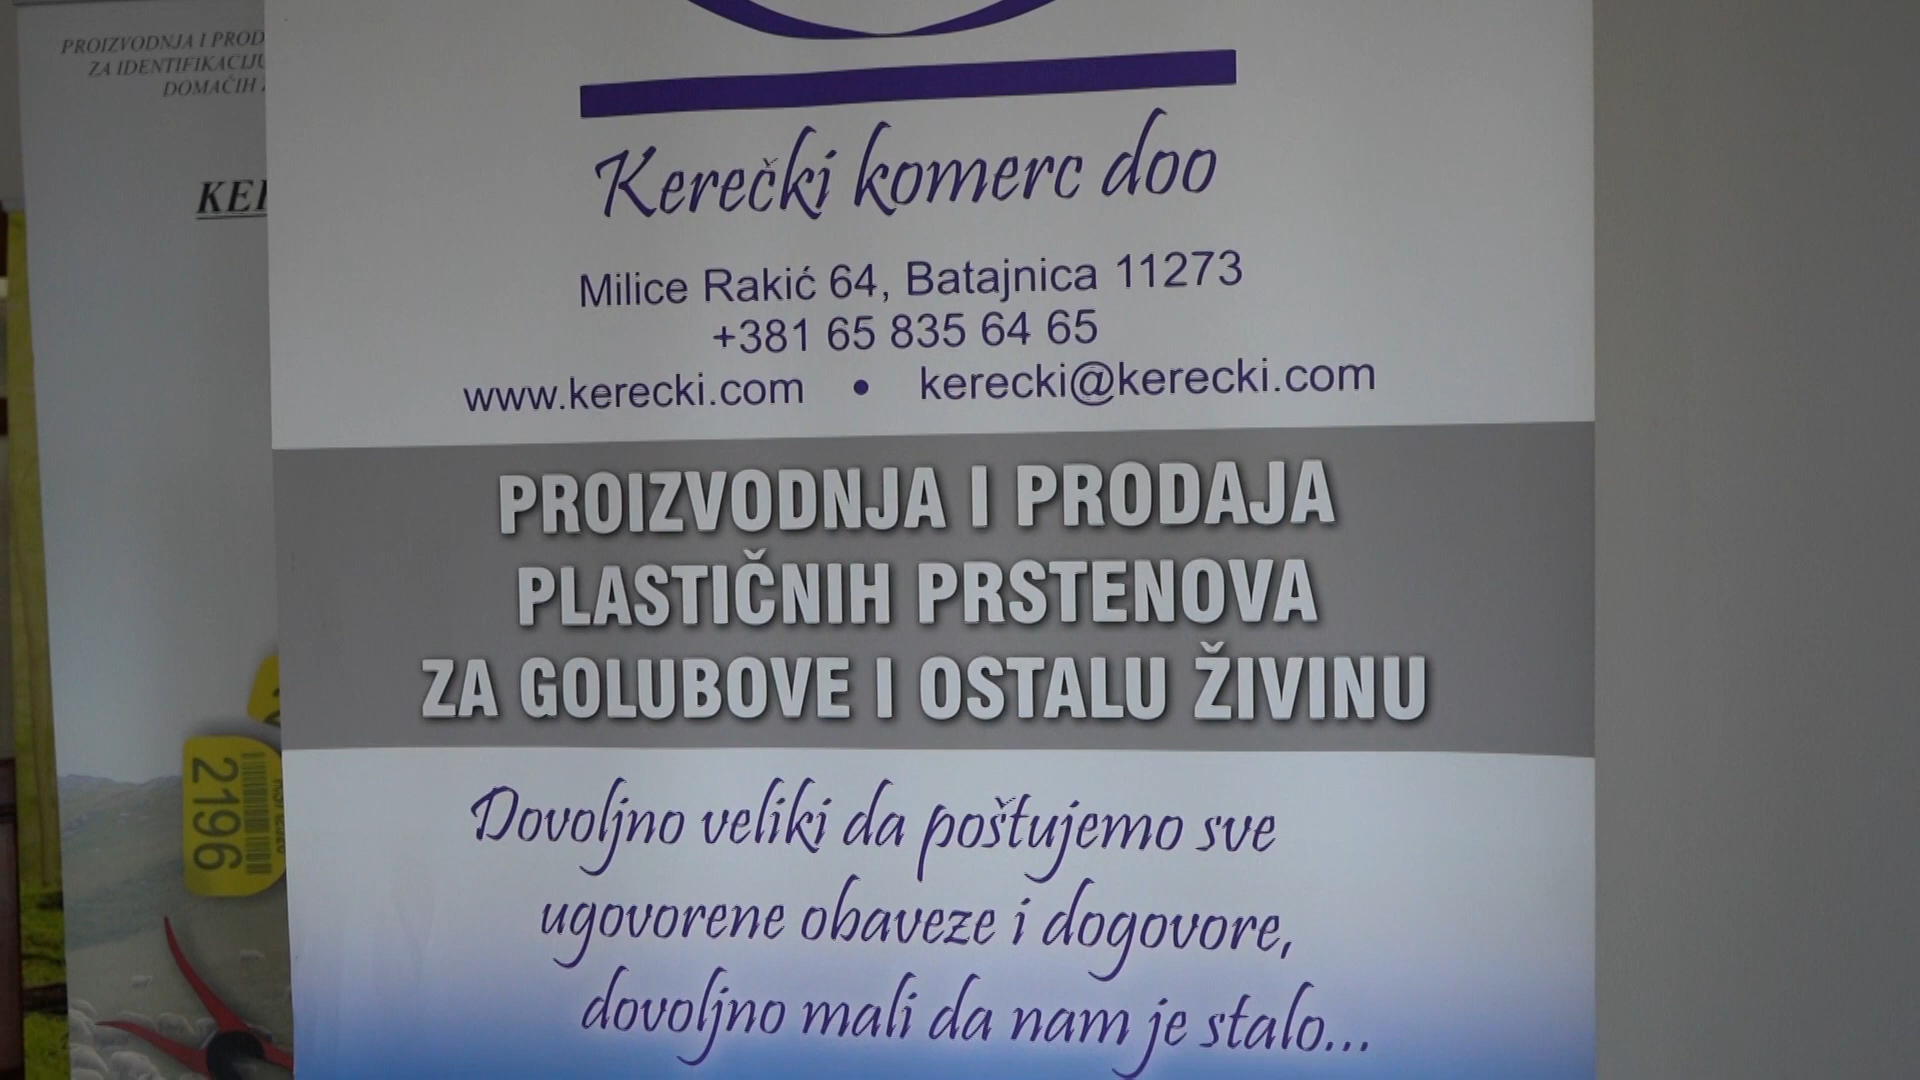 PROIZVODNJA I
ZA IDENTIFIKACIJU
DOMAĆIH
Kerečki komerc doo
Milice Rakić 64, Batajnica 11273
+381 65 835 64 65
www.kerecki.com • kerecki@kerecki.com
PROIZVODNJA I PRODAJA
PLASTIČNIH PRSTENOVA
ZA GOLUBOVE I OSTALU ŽIVINU
Dovoljno veliki da poštujemo sve
ugovorene obaveze i dogovore,
dovoljno mali da nam je stalo...
2196